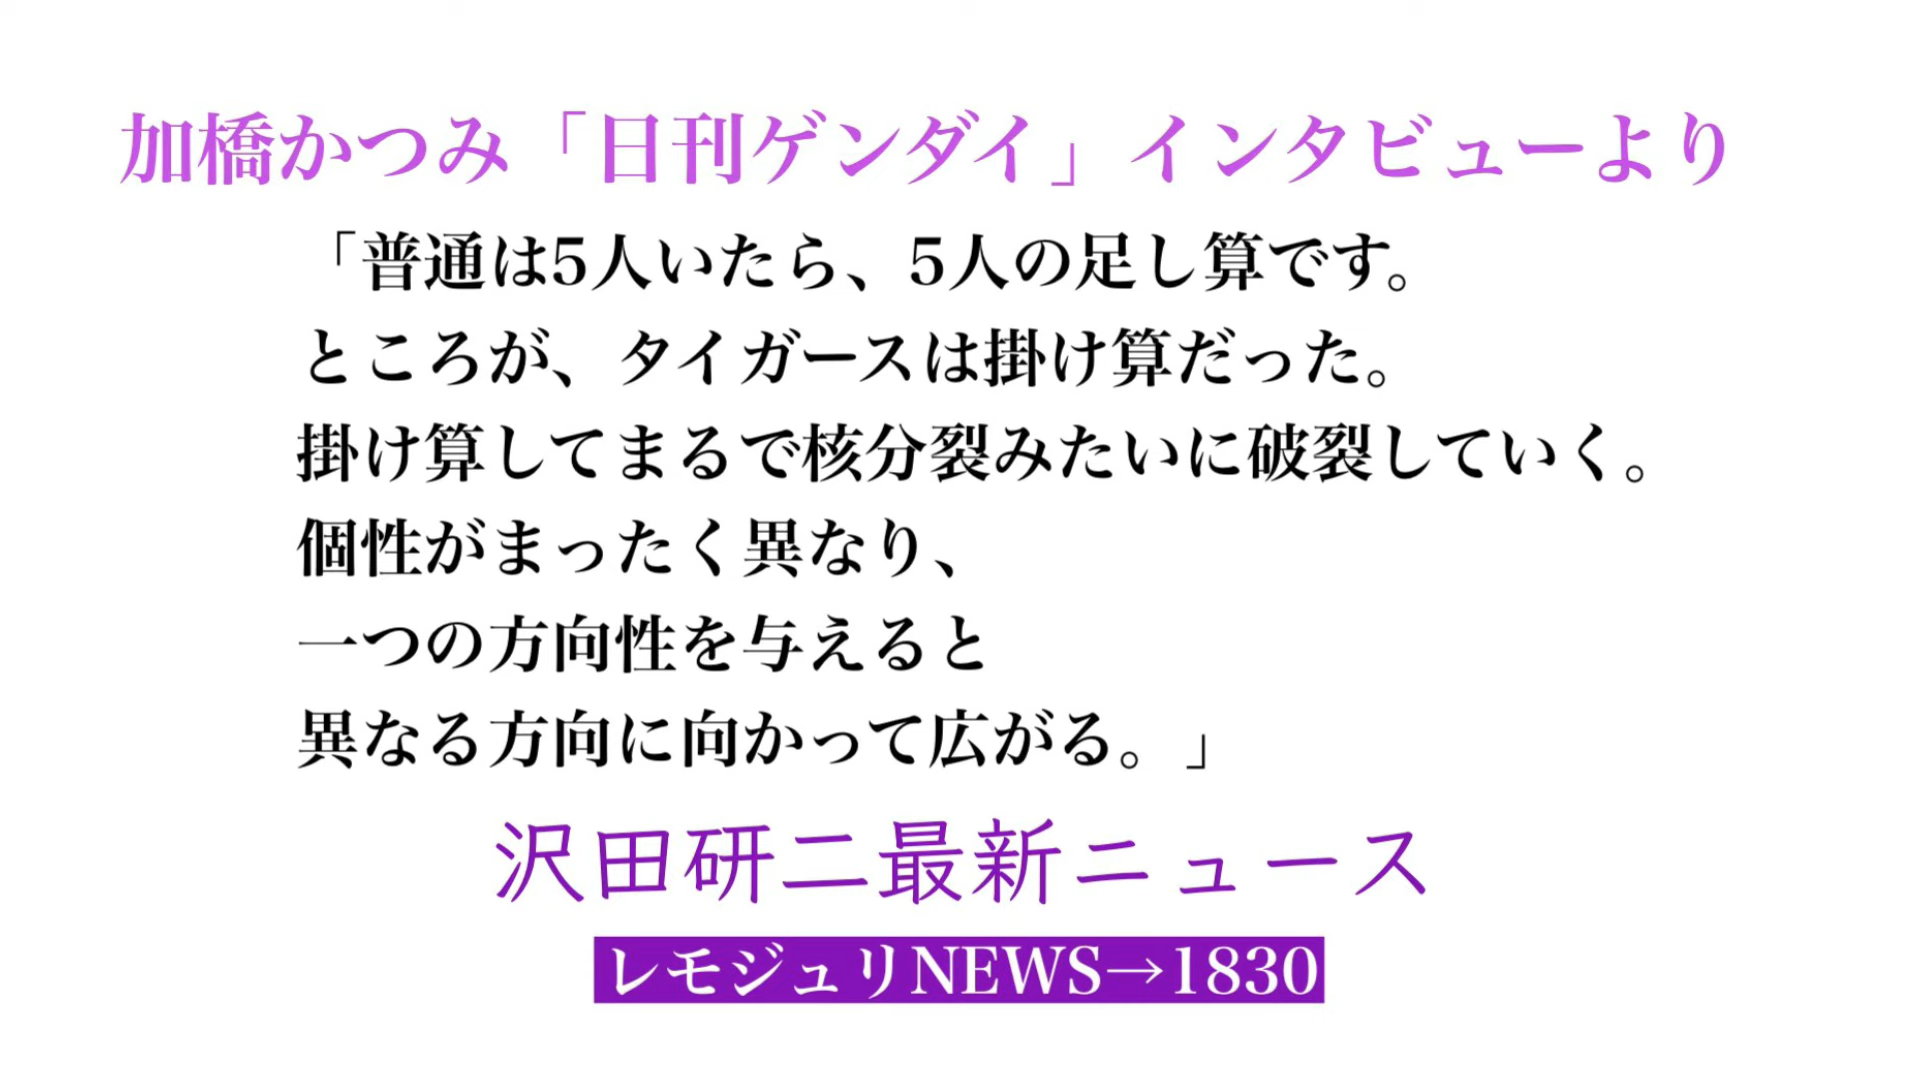 加橋かつみ「日刊ゲンダイ」インタビューより
「普通は5人いたら、5人の足し算です。
ところが、タイガースは掛け算だった。
掛け算してまるで核分裂みたいに破裂していく。
個性がまったく異なり、
一つの方向性を与えると
異なる方向に向かって広がる。」
沢田研二最新ニュース
レモジュリNEWS→1830